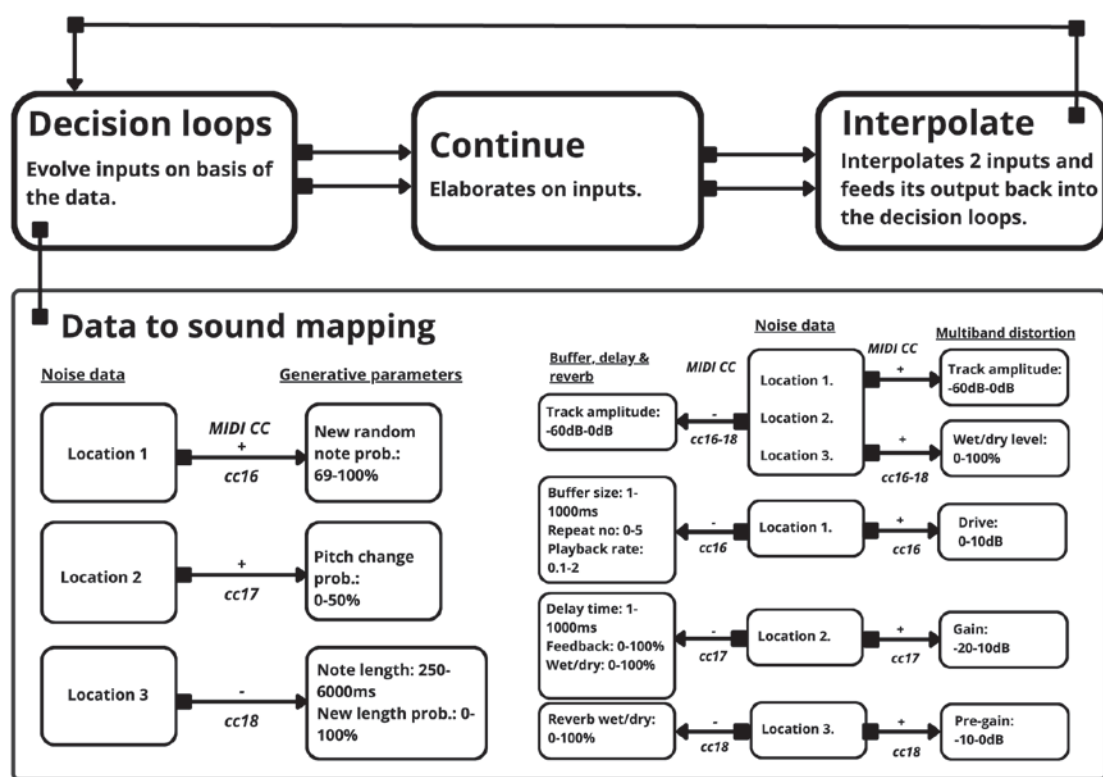 Decision loops
Evolve inputs on basis of
the data.
Continue
Elaborates on inputs.
Interpolate
Interpolates 2 inputs and
feeds its output back into
the decision loops.
Data to sound mapping
Noise data
Generative parameters
Location 1
MIDI CC
+
cc16
New random
note prob.:
69-100%
Location 2
+
cc17
Pitch change
prob.:
0-50%
Location 3
-
cc18
Note length: 250-
6000ms
New length prob.: 0-
100%
Buffer, delay &
reverb
MIDI CC
Noise data
MIDI CC
Multiband distortion
Track amplitude:
-60dB-0dB
-
cc16-18
Location 1.
Location 2.
Location 3.
+
Track amplitude:
-60dB-0dB
+
cc16-18
Wet/dry level:
0-100%
Buffer size: 1-
1000ms
Repeat no: 0-5
Playback rate:
0.1-2
-
cc16
Location 1.
+
cc16
Drive:
0-10dB
Delay time: 1-
1000ms
Feedback: 0-100%
Wet/dry: 0-100%
-
cc17
Location 2.
+
cc17
Gain:
-20-10dB
Reverb wet/dry:
0-100%
-
cc18
Location 3.
+
cc18
Pre-gain:
-10-0dB